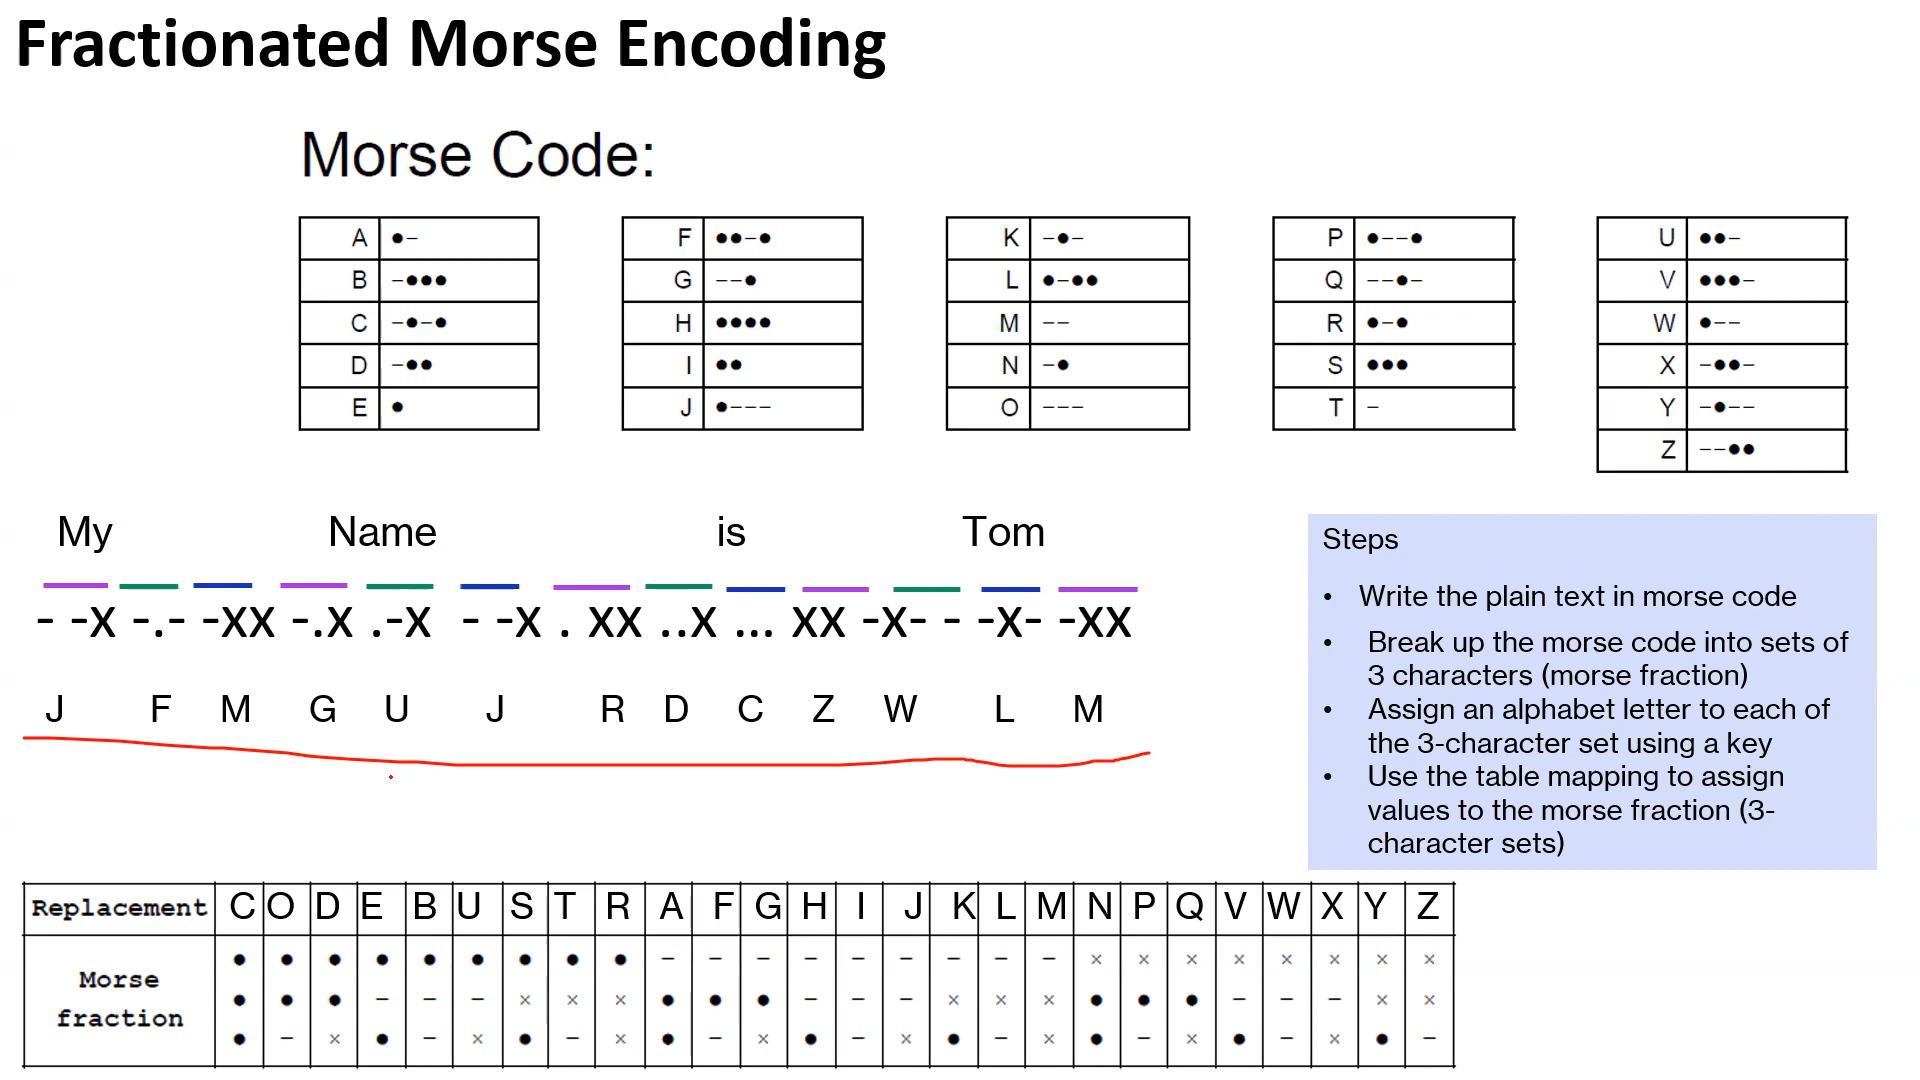 Fractionated Morse Encoding
Morse Code:
A ●–
B –●●●
C –●–●
D –●●
E ●
F ●●–●
G ––●
H ●●●●
I ●●
J ●–––
K –●–
L ●–●●
M ––
N –●
O –––
P ●––●
Q ––●–
R ●–●
S ●●●
T –
U ●●–
V ●●●–
W ●––
X –●●–
Y –●––
Z ––●●
My Name is Tom
- -X -.- -XX -.X .-X - -X . XX ..X ... XX -X- - -X- -XX
J F M G U J R D C Z W L M
Steps
• Write the plain text in morse code
• Break up the morse code into sets of
3 characters (morse fraction)
• Assign an alphabet letter to each of
the 3-character set using a key
• Use the table mapping to assign
values to the morse fraction (3-
character sets)
Replacement C O D E B U S T R A F G H I J K L M N P Q V W X Y Z
Morse
fraction
● ● ● ● ● ● ● ● ● – – – – – – – – – × × × × × × × ×
● ● ● – – – × × × ● ● ● – – – × × × ● ● ● – – – × ×
● – × ● – × ● – × ● – × ● – × ● – × ● – × ● – × ● –